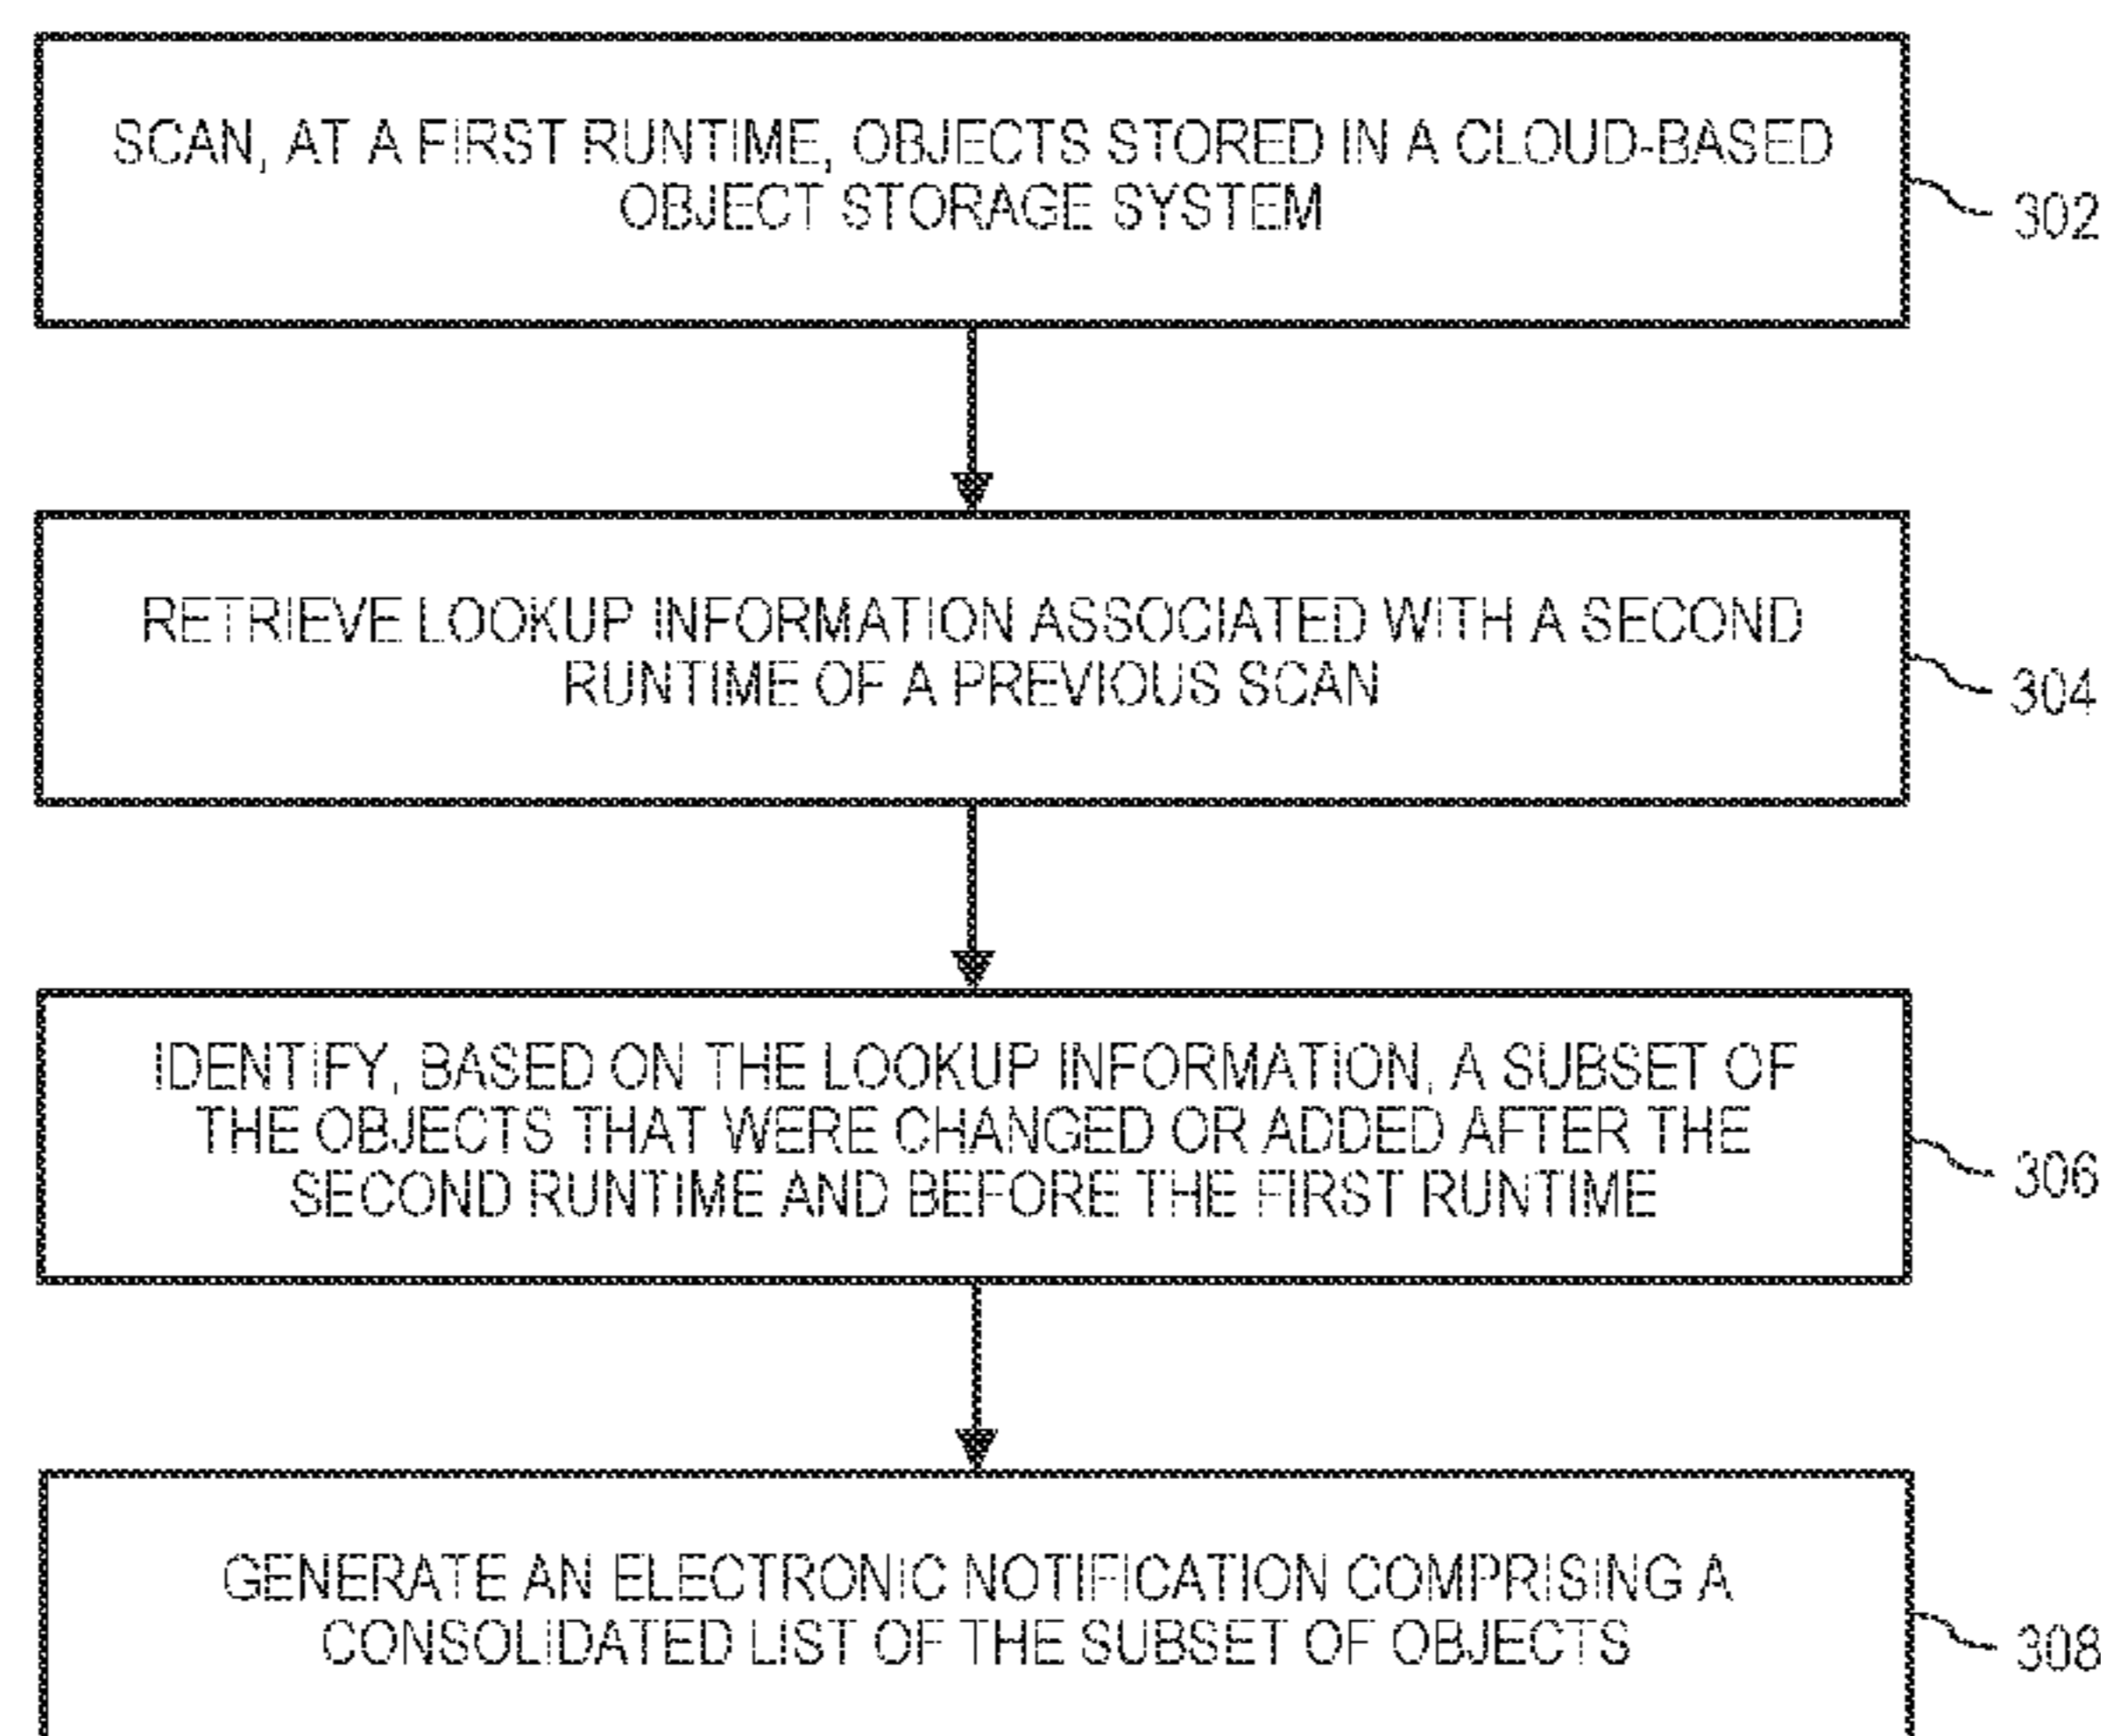 SCAN, AT A FIRST RUNTIME, OBJECTS STORED IN A CLOUD-BASED
OBJECT STORAGE SYSTEM
302
RETRIEVE LOOKUP INFORMATION ASSOCIATED WITH A SECOND
RUNTIME OF A PREVIOUS SCAN
304
IDENTIFY, BASED ON THE LOOKUP INFORMATION, A SUBSET OF
THE OBJECTS THAT WERE CHANGED OR ADDED AFTER THE
SECOND RUNTIME AND BEFORE THE FIRST RUNTIME
306
GENERATE AN ELECTRONIC NOTIFICATION COMPRISING A
CONSOLIDATED LIST OF THE SUBSET OF OBJECTS
308